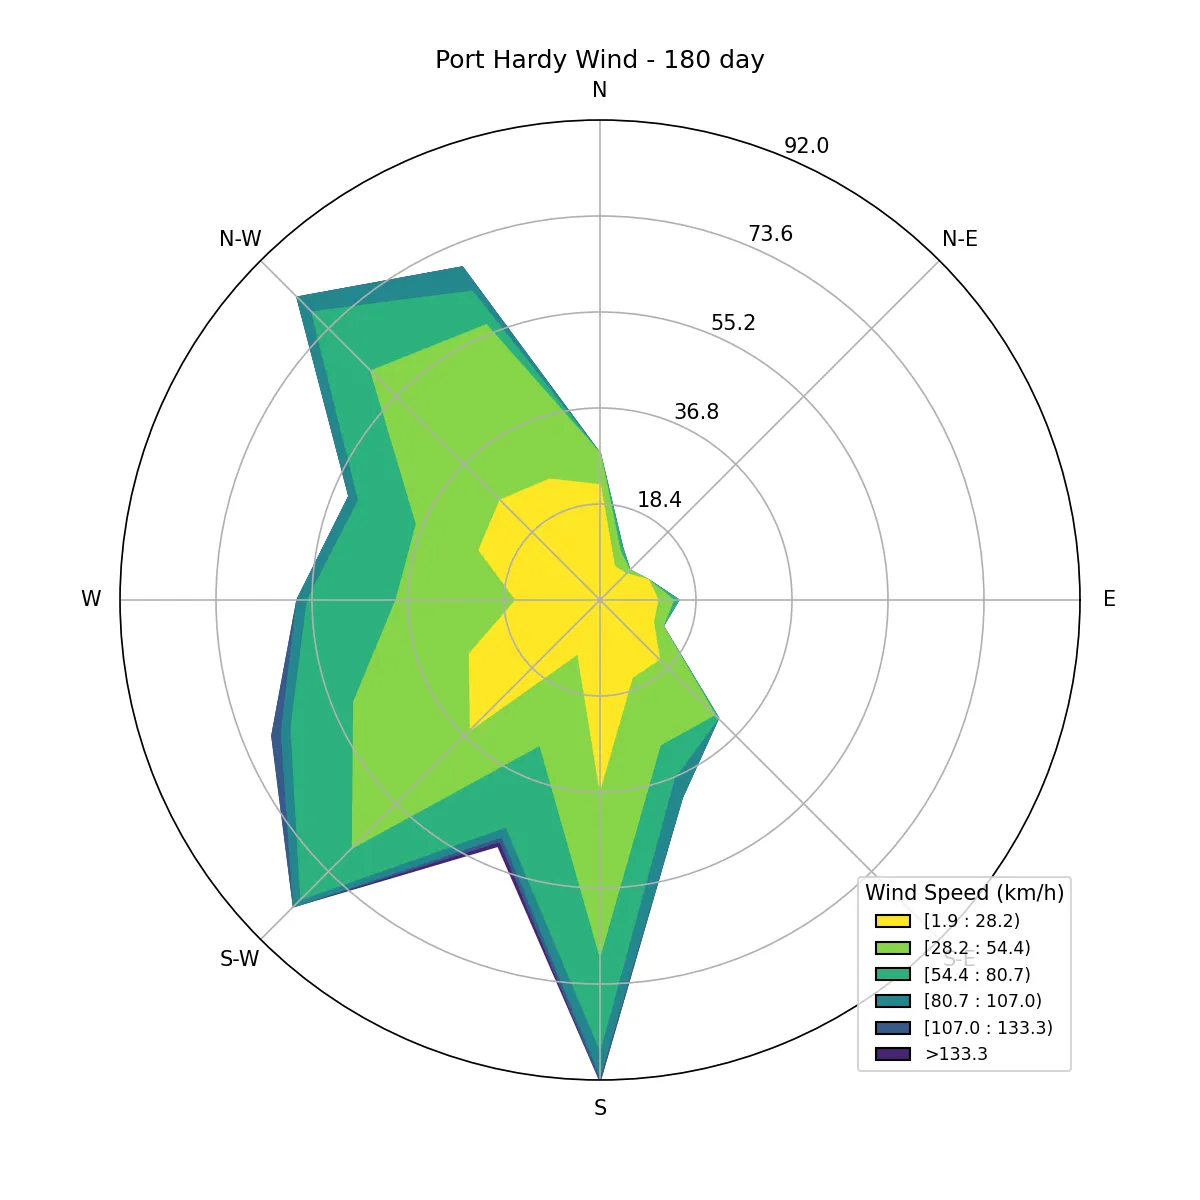 Port Hardy Wind - 180 day
N
92.0
N-W
N-E
73.6
55.2
36.8
18.4
W
E
S-W
S-E
S
Wind Speed (km/h)
[1.9 : 28.2)
[28.2 : 54.4)
[54.4 : 80.7)
[80.7 : 107.0)
[107.0 : 133.3)
>133.3